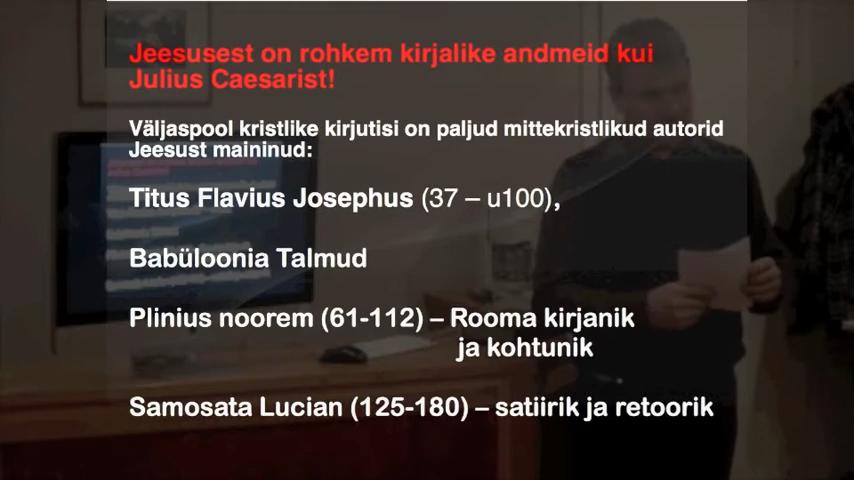 Jeesusest on rohkem kirjalike andmeid kui
Julius Caesarist!
Väljaspool kristlike kirjutisi on paljud mittekristlikud autorid
Jeesust maininud:
Titus Flavius Josephus (37 – u100),
Babüloonia Talmud
Plinius noorem (61-112) – Rooma kirjanik
ja kohtunik
Samosata Lucian (125-180) – satiirik ja retoorik